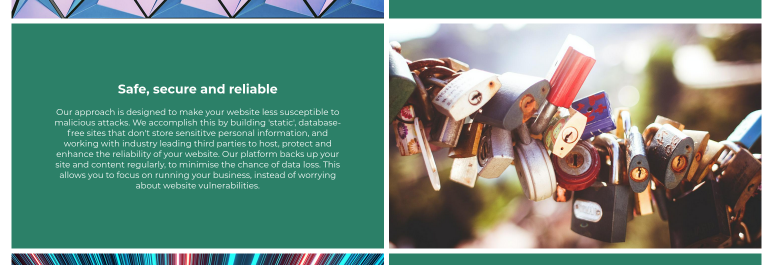 Safe, secure and reliable
Our approach is designed to make your website less susceptible to
malicious attacks. We accomplish this by building 'static', database-
free sites that don't store sensititve personal information, and
working with industry leading third parties to host, protect and
enhance the reliability of your website. Our platform backs up your
site and content regularly, to minimise the chance of data loss. This
allows you to focus on running your business, instead of worrying
about website vulnerabilities.